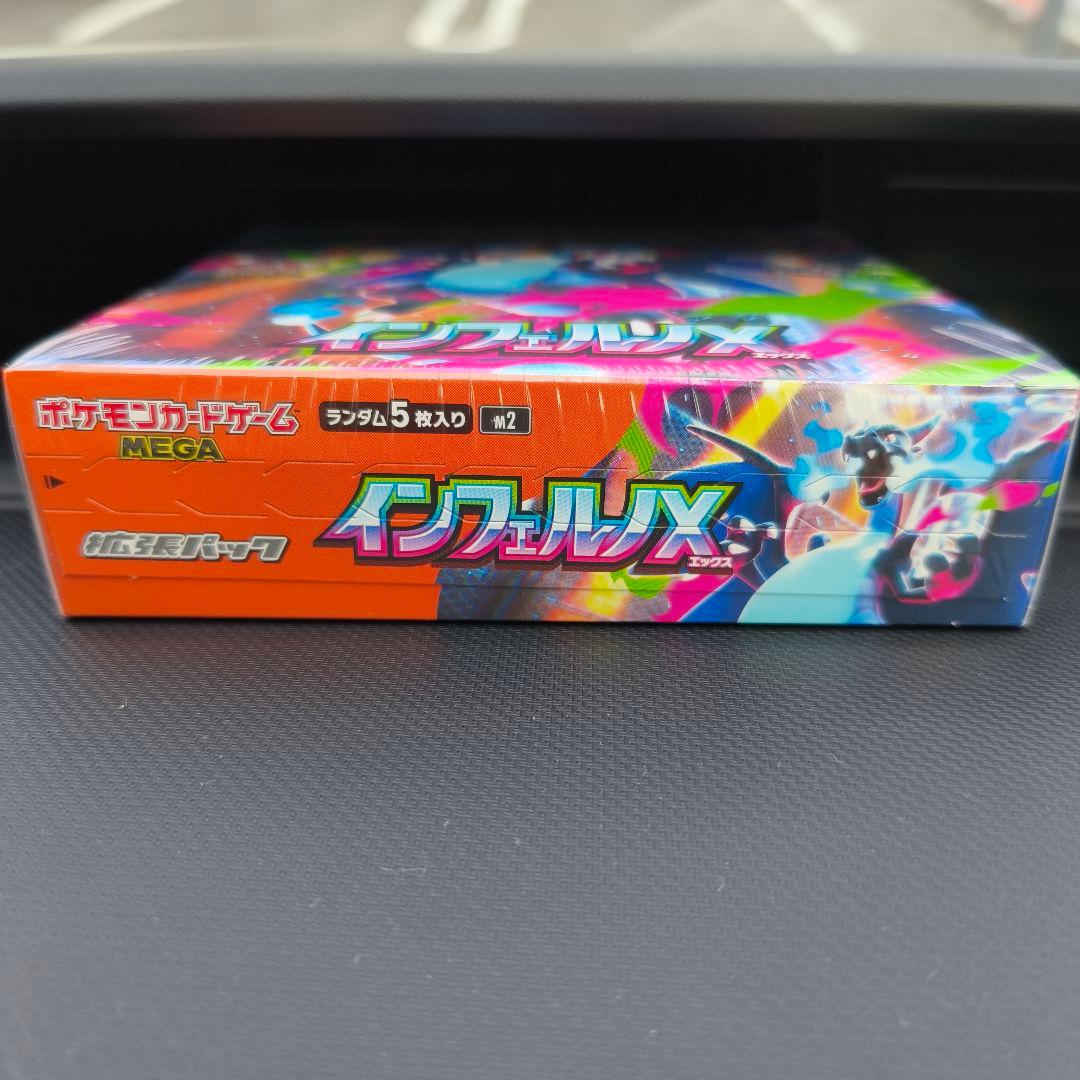 インフェルノX
エックス
ポケモンカードゲーム
MEGA
ランダム5枚入り
M2
拡張パック
インフェルノX
エックス